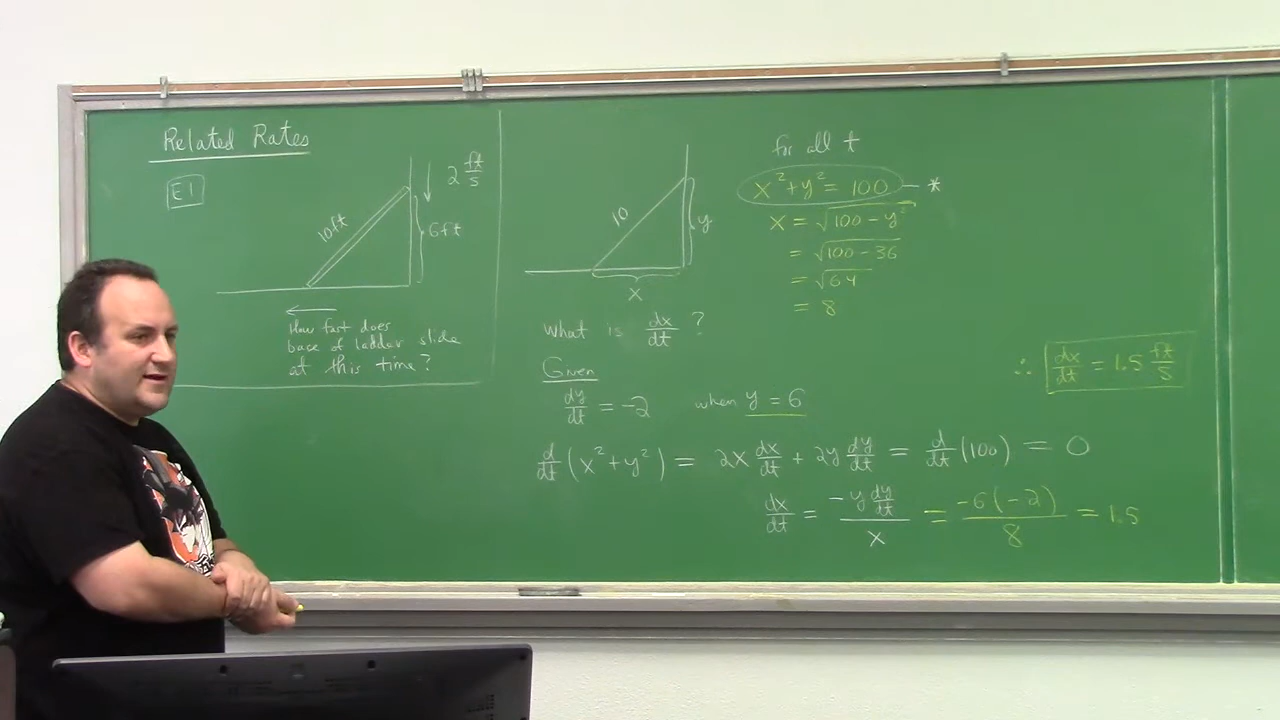 Related Rates
E1
2 ft/s
10ft
6ft
How fast does
base of ladder slide
at this time?
10
y
x
for all t
x² + y² = 100 — *
x = √(100 - y²)
= √(100 - 36)
= √64
= 8
What is dx/dt ?
Given
dy/dt = -2 when y = 6
∴ dx/dt = 1.5 ft/s
d/dt (x² + y²) = 2x dx/dt + 2y dy/dt = d/dt (100) = 0
dx/dt = -y dy/dt / x = -6(-2) / 8 = 1.5